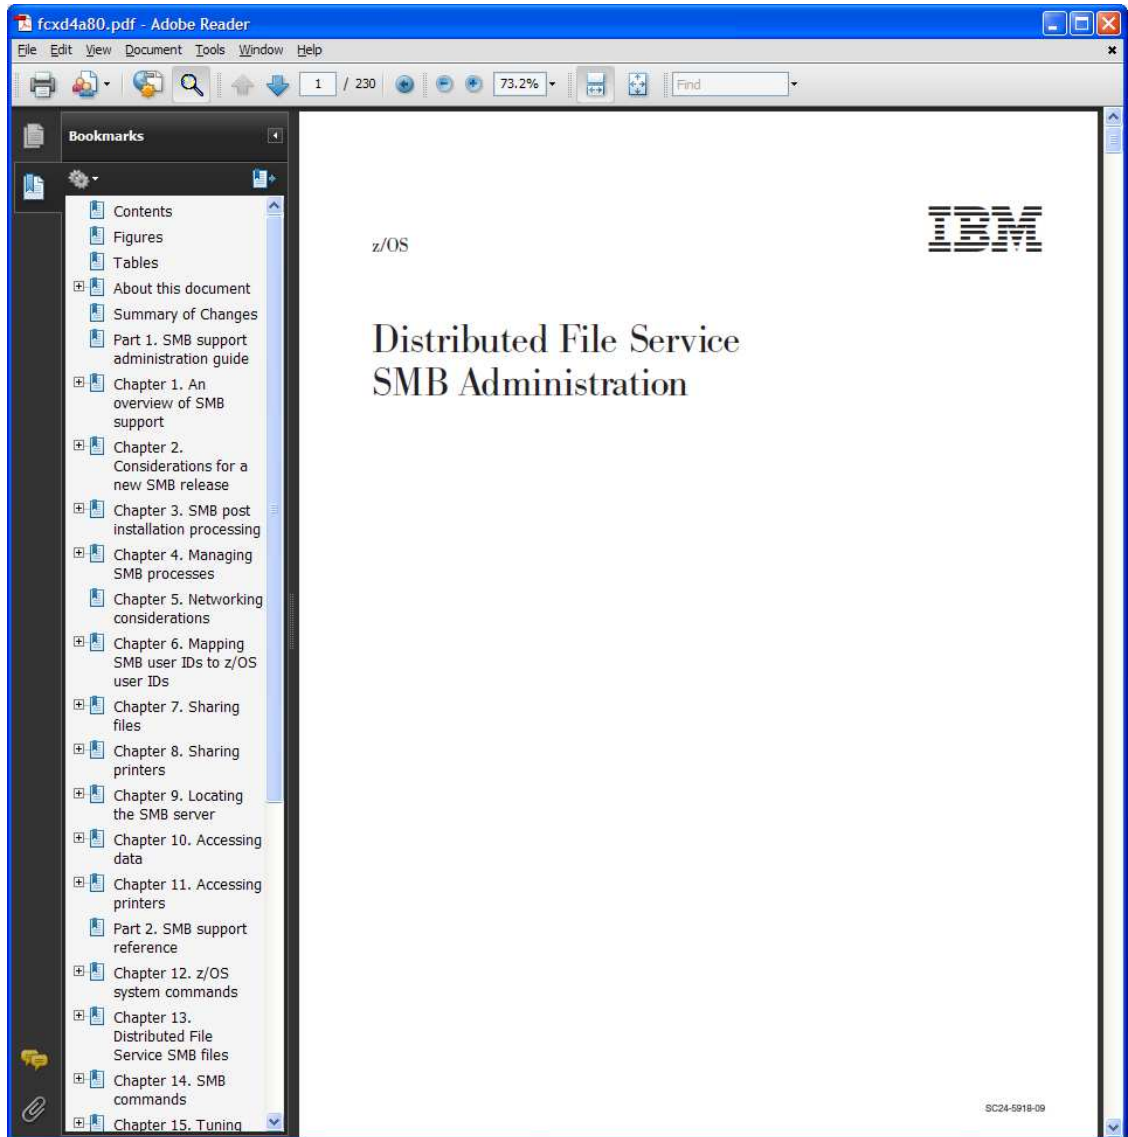 fcxd4a80.pdf - Adobe Reader
File Edit View Document Tools Window Help
1 / 230 73.2% Find
Bookmarks
Contents
Figures
Tables
About this document
Summary of Changes
Part 1. SMB support
administration guide
Chapter 1. An
overview of SMB
support
Chapter 2.
Considerations for a
new SMB release
Chapter 3. SMB post
installation processing
Chapter 4. Managing
SMB processes
Chapter 5. Networking
considerations
Chapter 6. Mapping
SMB user IDs to z/OS
user IDs
Chapter 7. Sharing
files
Chapter 8. Sharing
printers
Chapter 9. Locating
the SMB server
Chapter 10. Accessing
data
Chapter 11. Accessing
printers
Part 2. SMB support
reference
Chapter 12. z/OS
system commands
Chapter 13.
Distributed File
Service SMB files
Chapter 14. SMB
commands
Chapter 15. Tuning
IBM
z/OS
Distributed File Service
SMB Administration
SC24-5918-09